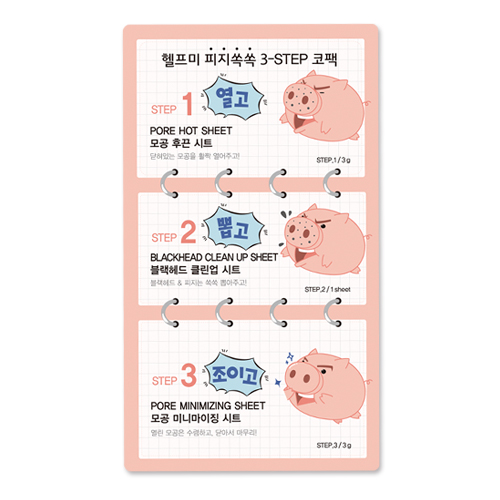 헬프미 피지쏙쏙 3-STEP 코팩
STEP 1 열고
PORE HOT SHEET
모공 후끈 시트
닫혀있는 모공을 활짝 열어주고!
STEP.1 / 3 g
STEP 2 뽑고
BLACKHEAD CLEAN UP SHEET
블랙헤드 클린업 시트
블랙헤드 & 피지는 쏙쏙 뽑아주고!
STEP.2 / 1 sheet
STEP 3 조이고
PORE MINIMIZING SHEET
모공 미니마이징 시트
열린 모공은 수렴하고, 닫아서 마무리!
STEP.3 / 3 g